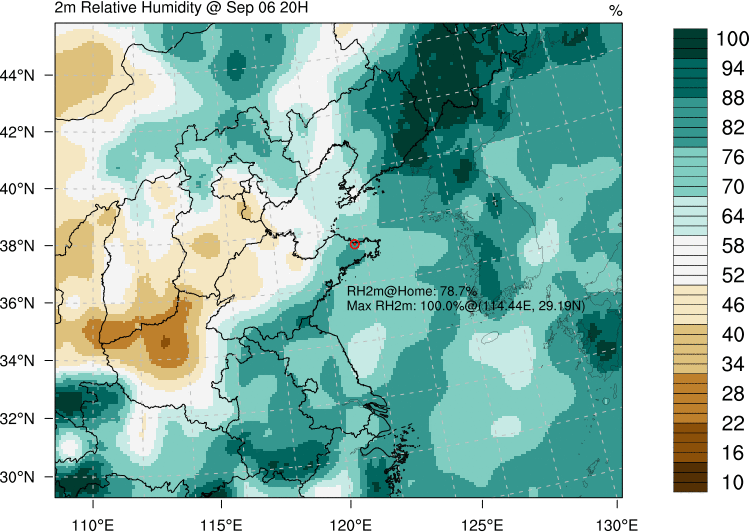 2m Relative Humidity @ Sep 06 20H
%
100
94
88
82
76
70
64
58
52
46
40
34
28
22
16
10
44°N
42°N
40°N
38°N
36°N
34°N
32°N
30°N
RH2m@Home: 78.7%
Max RH2m: 100.0%@(114.44E, 29.19N)
110°E
115°E
120°E
125°E
130°E